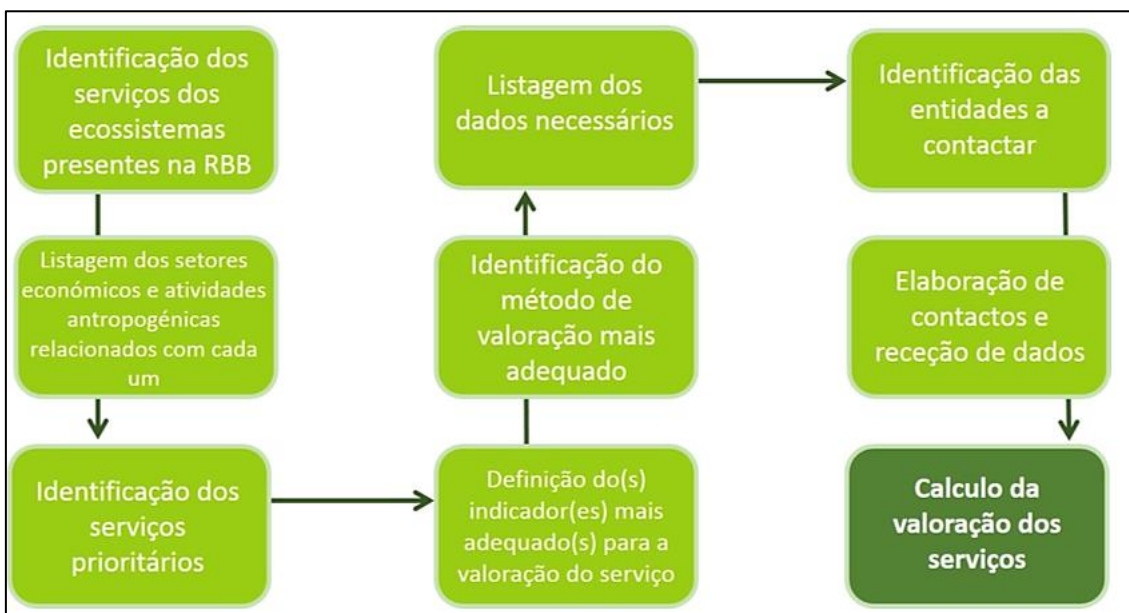 Identificação dos
serviços dos
ecossistemas
presentes na RBB
Listagem dos setores
económicos e atividades
antropogénicas
relacionados com cada
um
Identificação dos
serviços
prioritários
Definição do(s)
indicador(es) mais
adequado(s) para a
valoração do serviço
Identificação do
método de
valoração mais
adequado
Listagem dos
dados necessários
Identificação das
entidades a
contactar
Elaboração de
contactos e
receção de dados
Calculo da
valoração dos
serviços